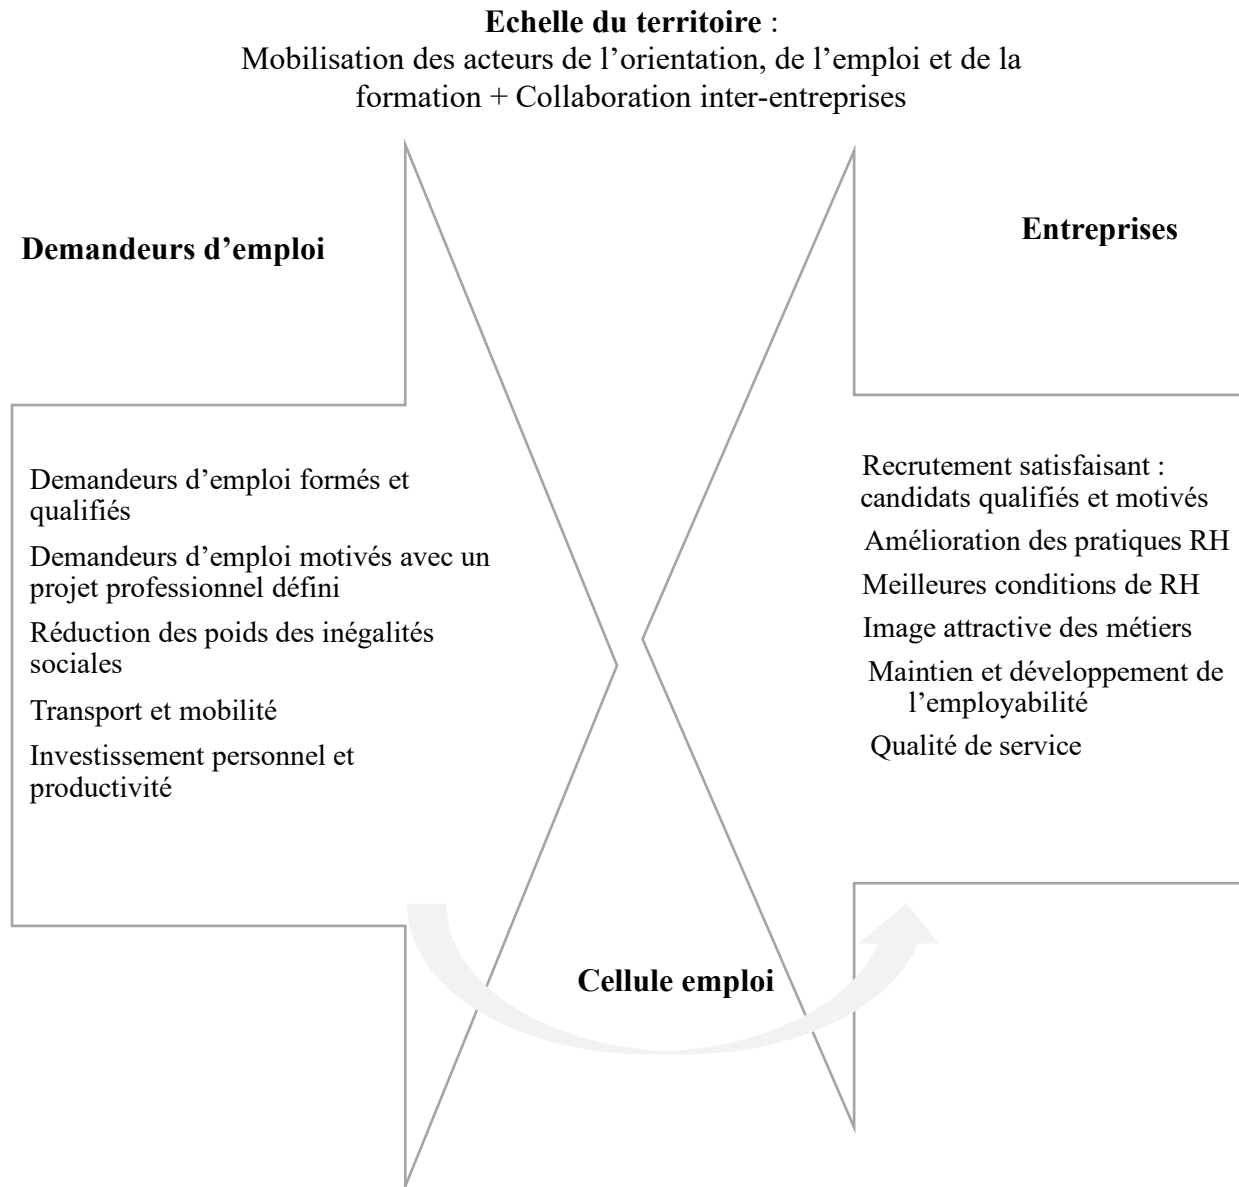 Echelle du territoire :
Mobilisation des acteurs de l’orientation, de l’emploi et de la
formation + Collaboration inter-entreprises
Demandeurs d’emploi
Demandeurs d’emploi formés et
qualifiés
Demandeurs d’emploi motivés avec un
projet professionnel défini
Réduction des poids des inégalités
sociales
Transport et mobilité
Investissement personnel et
productivité
Entreprises
Recrutement satisfaisant :
candidats qualifiés et motivés
Amélioration des pratiques RH
Meilleures conditions de RH
Image attractive des métiers
Maintien et développement de
l’employabilité
Qualité de service
Cellule emploi